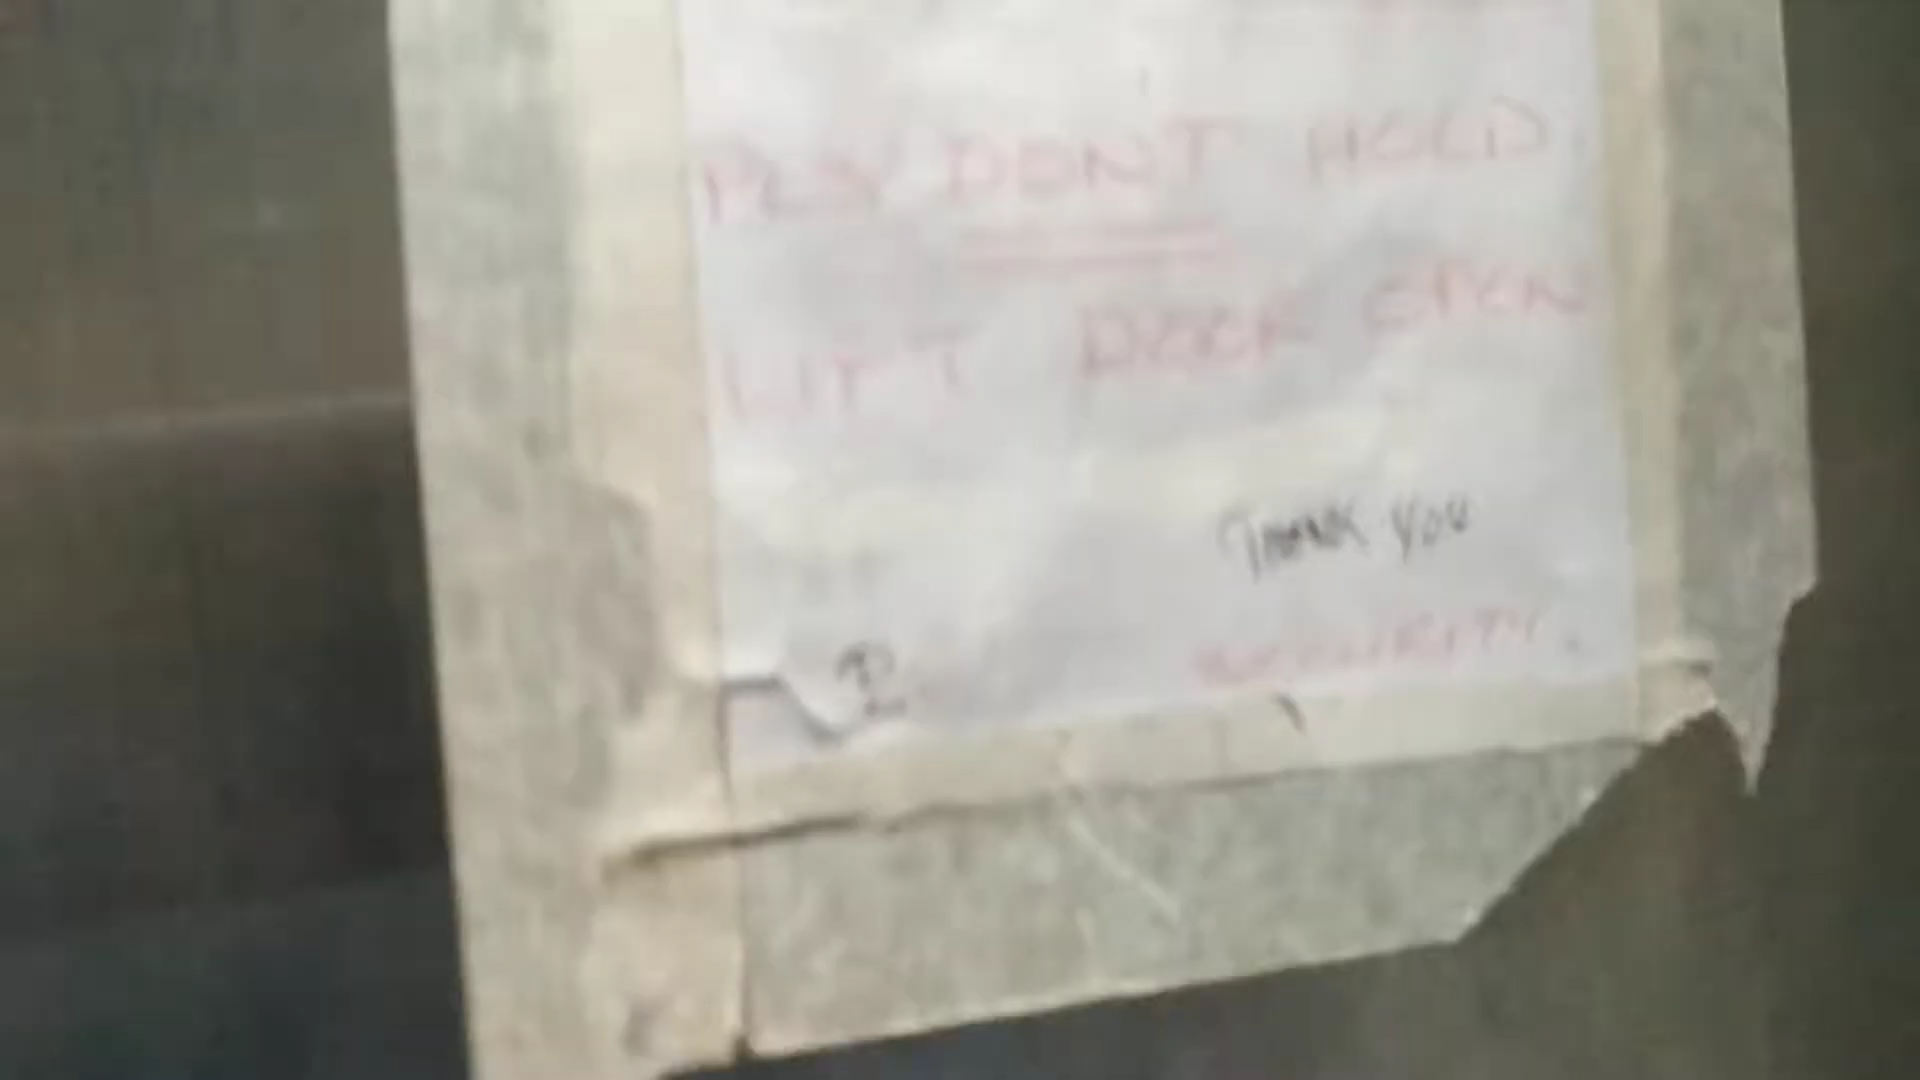 PLS DONT HOLD
LIFT DOOR OPEN
THANK YOU
SECURITY.